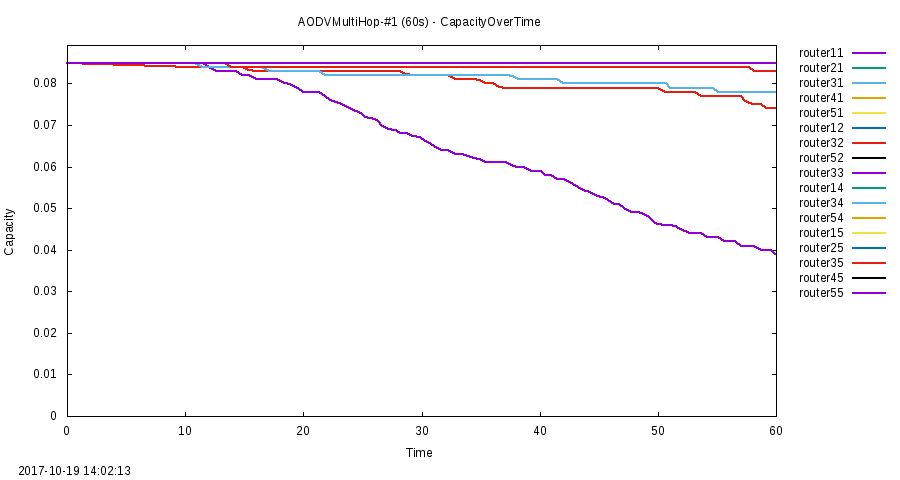 AODVMultiHop-#1 (60s) - CapacityOverTime
router11
router21
router31
router41
router51
router12
router32
router52
router33
router14
router34
router54
router15
router25
router35
router45
router55
Capacity
0.08
0.07
0.06
0.05
0.04
0.03
0.02
0.01
0
0 10 20 30 40 50 60
Time
2017-10-19 14:02:13